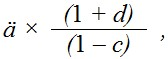 ä × (1 + d) / (1 – c) ,